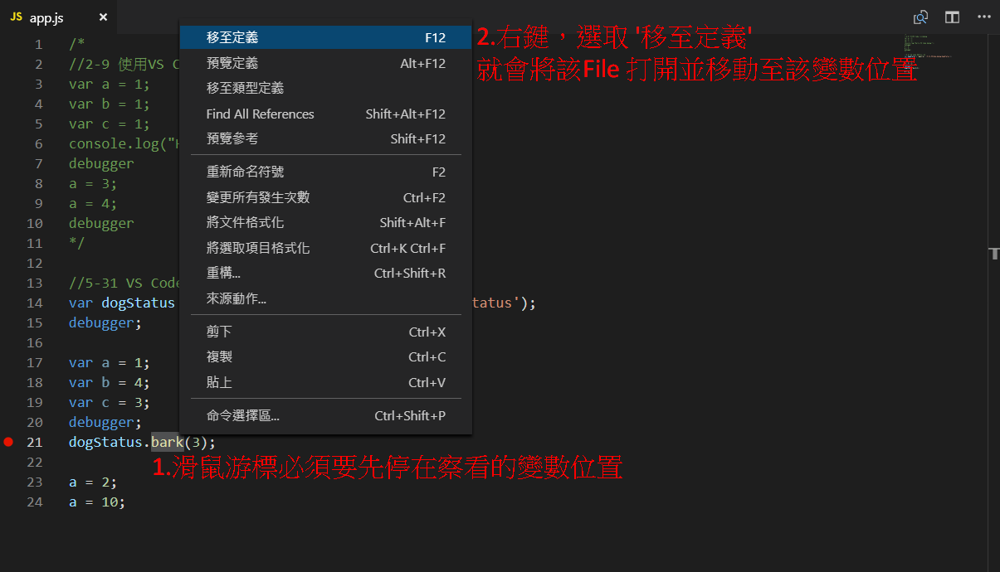 JS app.js ×
1 /*
2 //2-9 使用VS C
3 var a = 1;
4 var b = 1;
5 var c = 1;
6 console.log("H
7 debugger
8 a = 3;
9 a = 4;
10 debugger
11 */
12
13 //5-31 VS Code
14 var dogStatus tatus');
15 debugger;
16
17 var a = 1;
18 var b = 4;
19 var c = 3;
20 debugger;
21 dogStatus.bark(3);
22
23 a = 2;
24 a = 10;
移至定義 F12
預覽定義 Alt+F12
移至類型定義
Find All References Shift+Alt+F12
預覽參考 Shift+F12
重新命名符號 F2
變更所有發生次數 Ctrl+F2
將文件格式化 Shift+Alt+F
將選取項目格式化 Ctrl+K Ctrl+F
重構... Ctrl+Shift+R
來源動作...
剪下 Ctrl+X
複製 Ctrl+C
貼上 Ctrl+V
命令選擇區... Ctrl+Shift+P
2.右鍵，選取 '移至定義'
就會將該File 打開並移動至該變數位置
1.滑鼠游標必須要先停在察看的變數位置